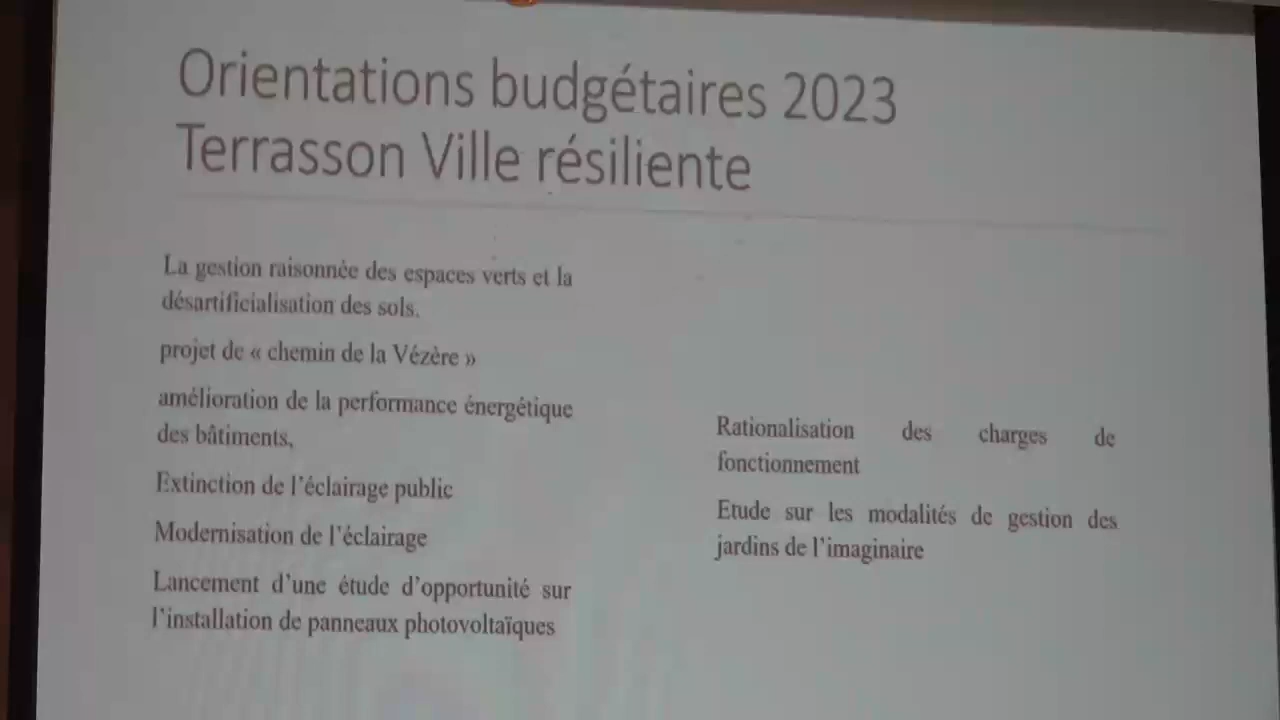 Orientations budgétaires 2023
Terrasson Ville résiliente
La gestion raisonnée des espaces verts et la
désartificialisation des sols.
projet de « chemin de la Vézère »
amélioration de la performance énergétique
des bâtiments,
Extinction de l'éclairage public
Modernisation de l'éclairage
Lancement d'une étude d'opportunité sur
l'installation de panneaux photovoltaïques
Rationalisation des charges de
fonctionnement
Etude sur les modalités de gestion des
jardins de l'imaginaire